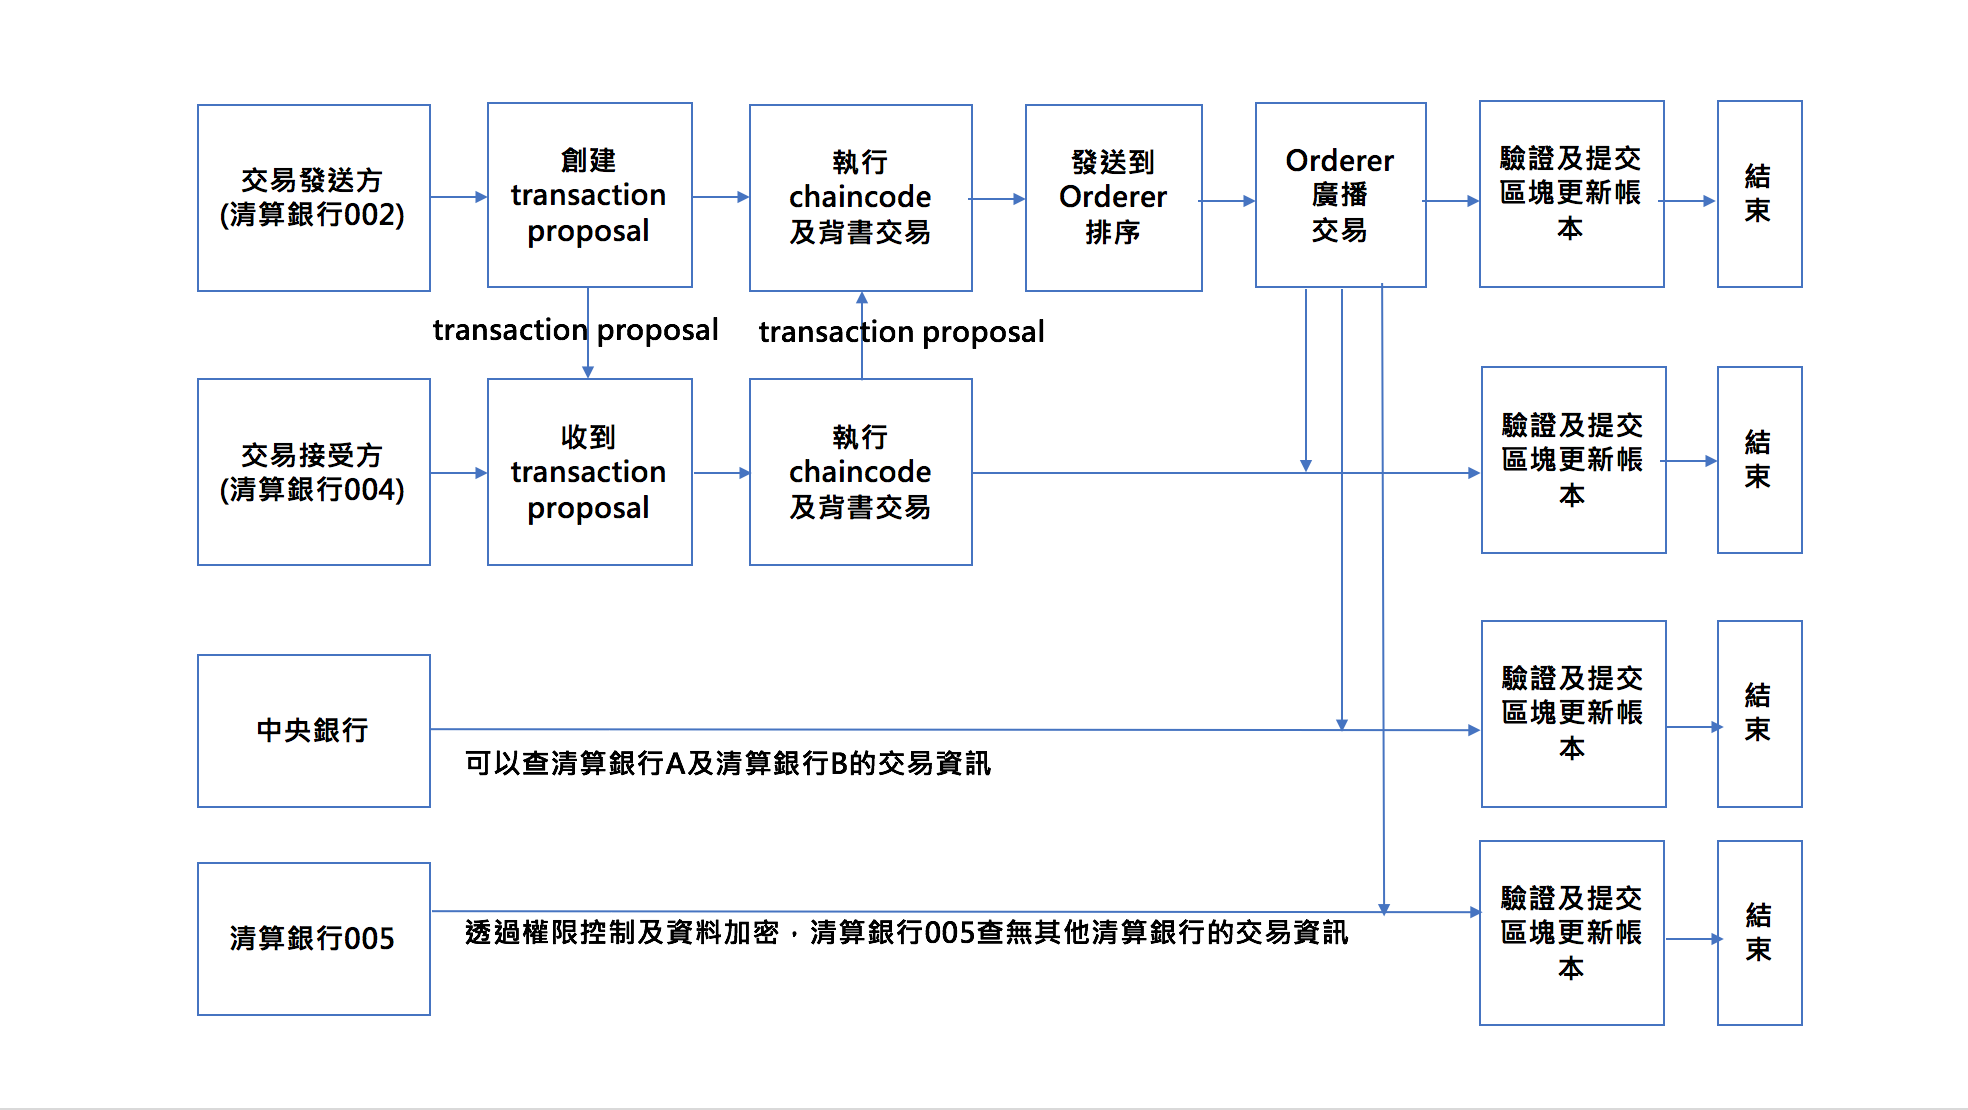 交易發送方
(清算銀行002)
創建
transaction
proposal
執行
chaincode
及背書交易
發送到
Orderer
排序
Orderer
廣播
交易
驗證及提交
區塊更新帳
本
結
束
transaction proposal
transaction proposal
交易接受方
(清算銀行004)
收到
transaction
proposal
執行
chaincode
及背書交易
驗證及提交
區塊更新帳
本
結
束
中央銀行
可以查清算銀行A及清算銀行B的交易資訊
驗證及提交
區塊更新帳
本
結
束
清算銀行005
透過權限控制及資料加密，清算銀行005查無其他清算銀行的交易資訊
驗證及提交
區塊更新帳
本
結
束